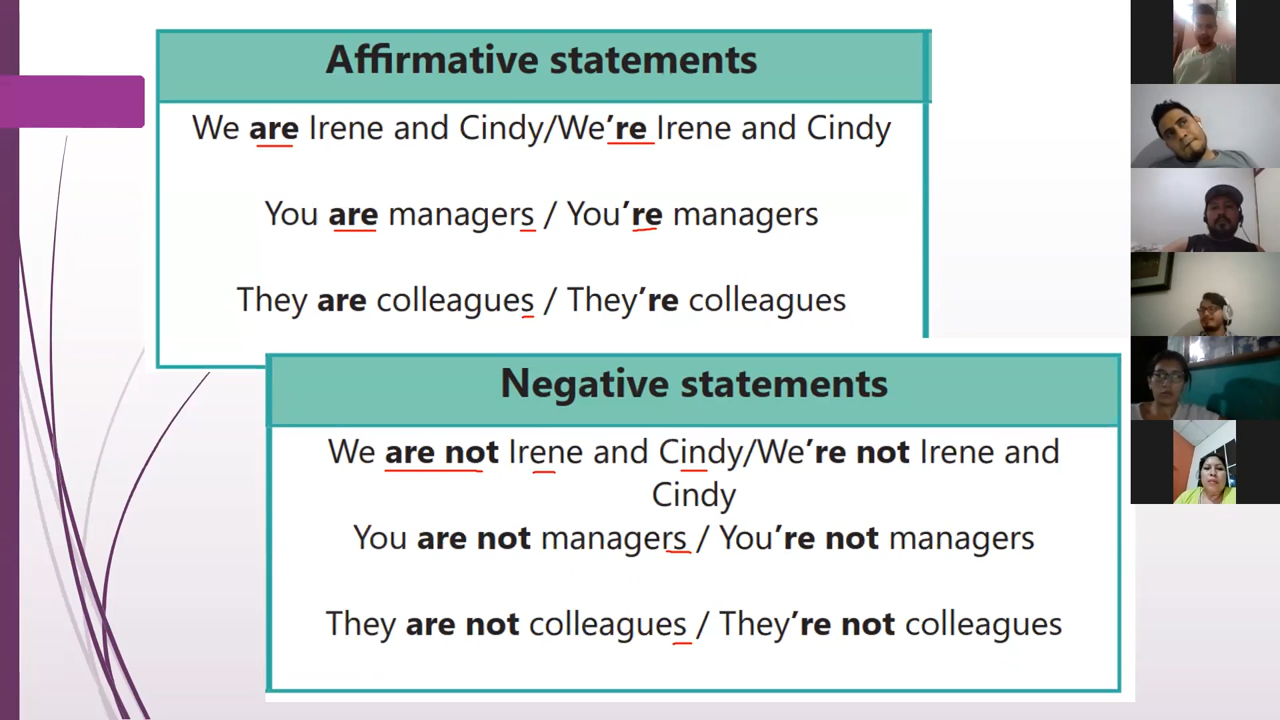 Affirmative statements
We are Irene and Cindy/We’re Irene and Cindy
You are managers / You’re managers
They are colleagues / They’re colleagues
Negative statements
We are not Irene and Cindy/We’re not Irene and
Cindy
You are not managers / You’re not managers
They are not colleagues / They’re not colleagues